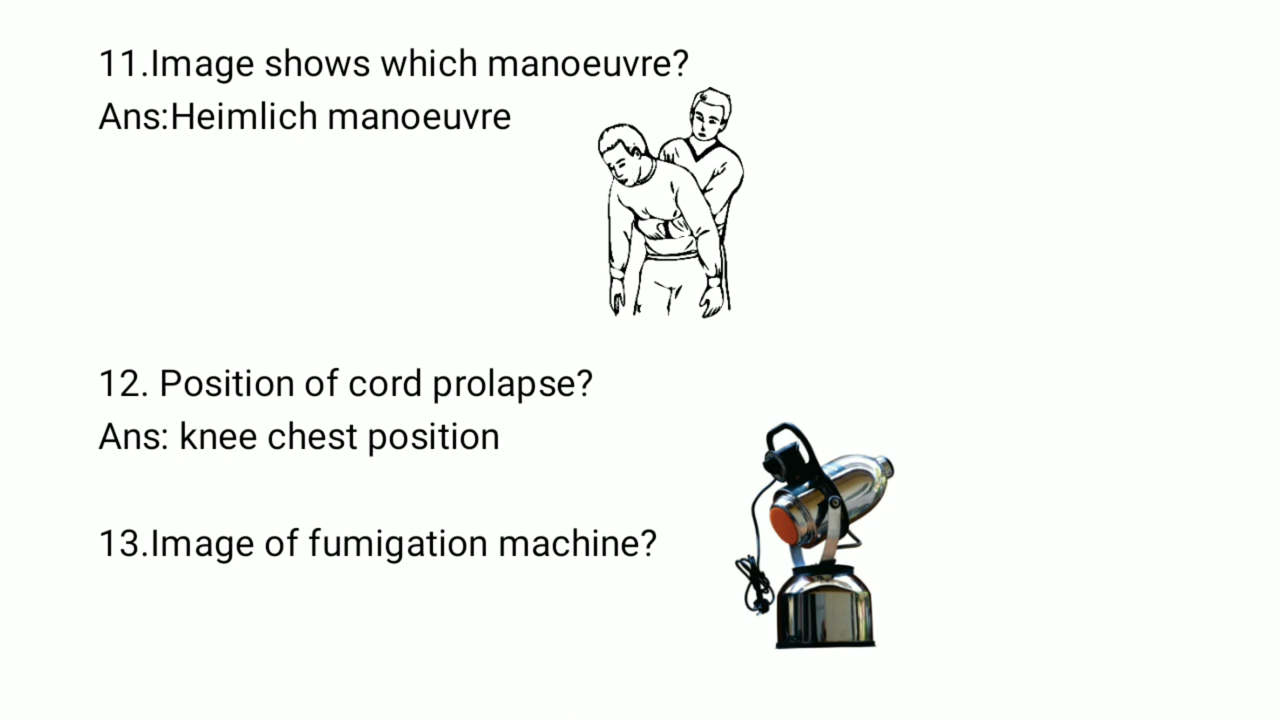 11.Image shows which manoeuvre?
Ans:Heimlich manoeuvre
12. Position of cord prolapse?
Ans: knee chest position
13.Image of fumigation machine?